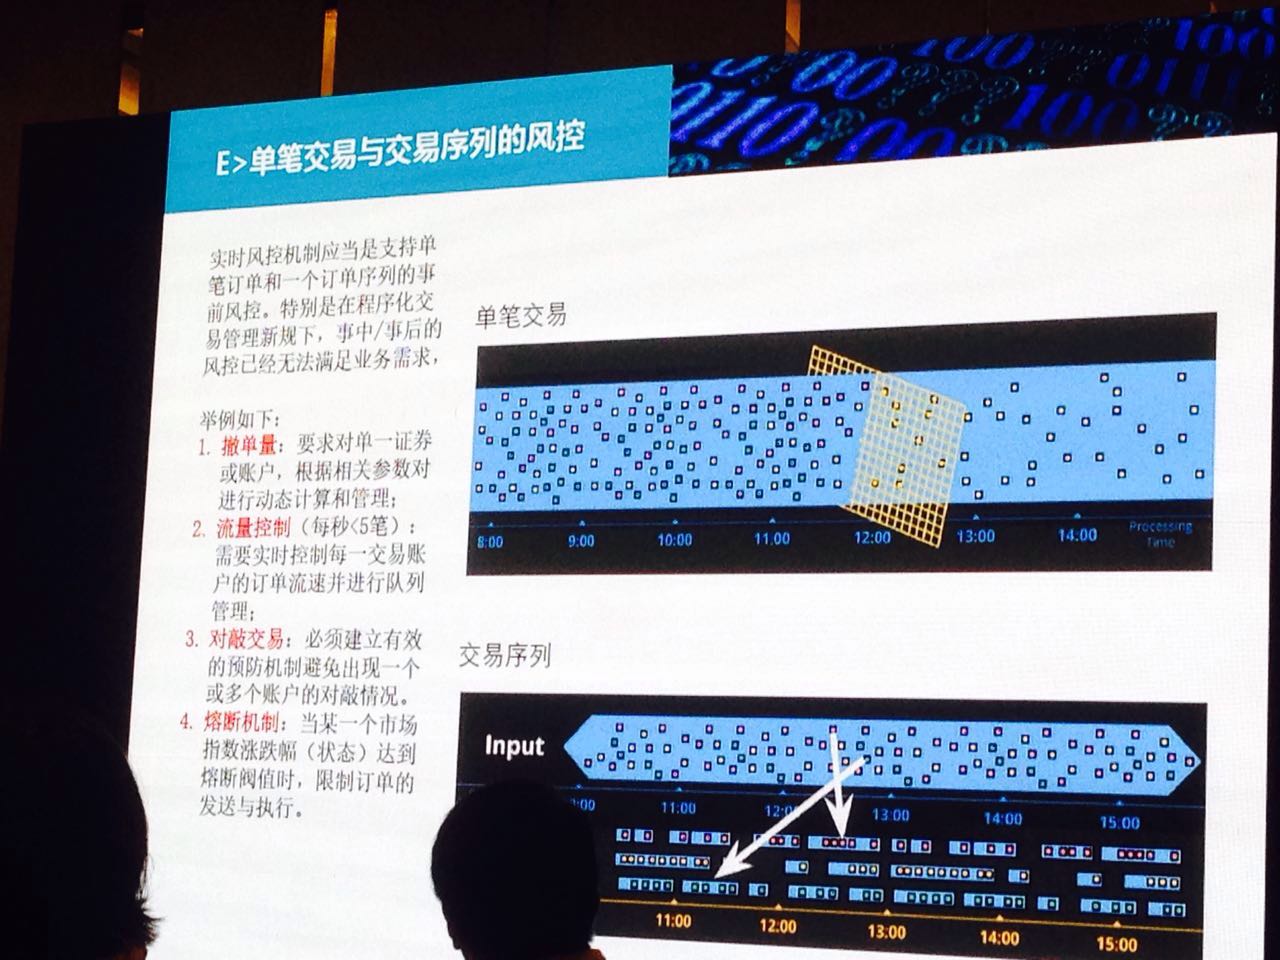 E>单笔交易与交易序列的风控
实时风控机制应当是支持单
笔订单和一个订单序列的事
前风控。特别是在程序化交
易管理新规下，事中/事后的
风控已经无法满足业务需求，
举例如下：
1. 撤单量：要求对单一证券
或账户，根据相关参数对
进行动态计算和管理；
2. 流量控制（每秒<5笔）：
需要实时控制每一交易账
户的订单流速并进行队列
管理；
3. 对敲交易：必须建立有效
的预防机制避免出现一个
或多个账户的对敲情况。
4. 熔断机制：当某一个市场
指数涨跌幅（状态）达到
熔断阀值时，限制订单的
发送与执行。
单笔交易
8:00 9:00 10:00 11:00 12:00 13:00 14:00 Processing
Time
交易序列
Input
11:00 12:00 13:00 14:00 15:00
11:00 12:00 13:00 14:00 15:00